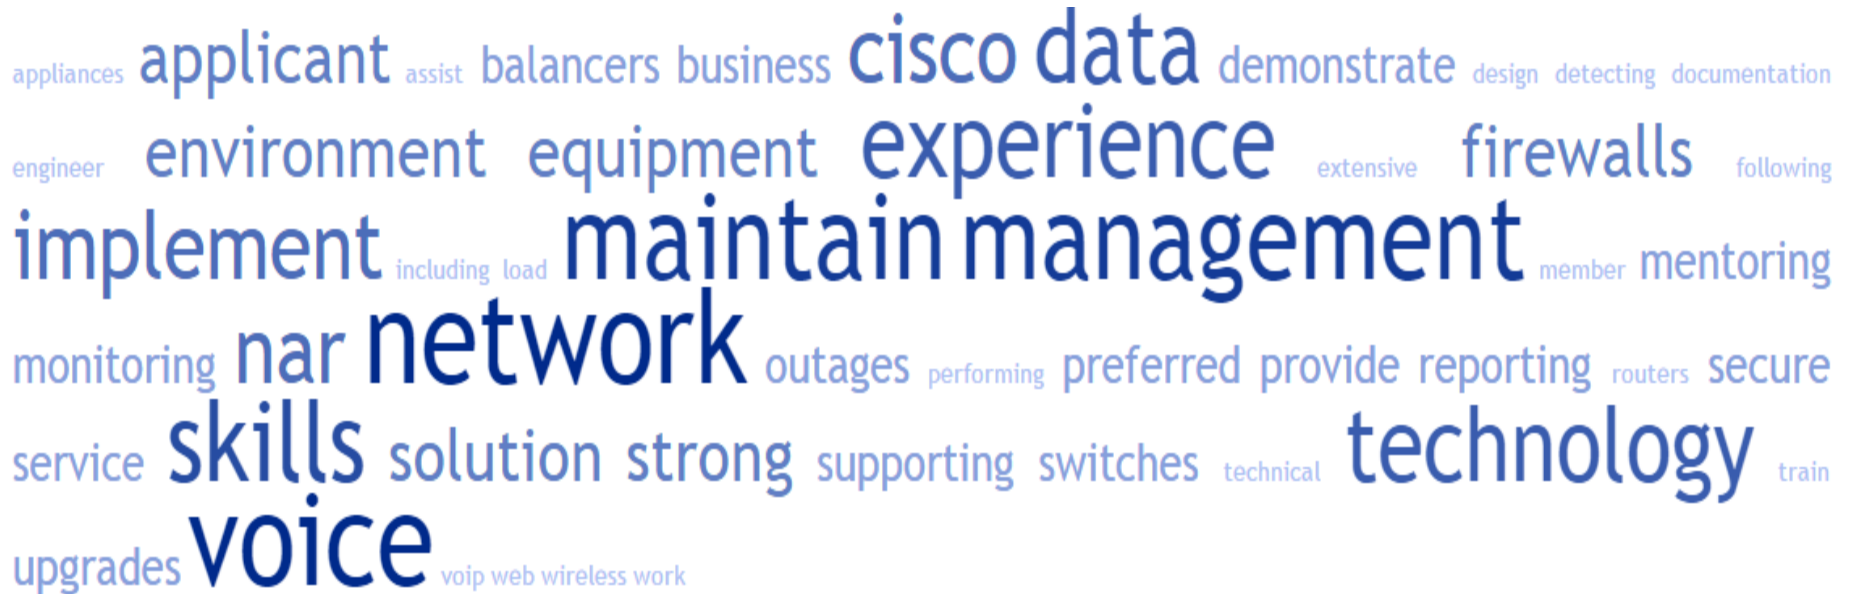 appliances applicant assist balancers business cisco data demonstrate design detecting documentation
engineer environment equipment experience extensive firewalls following
implement including load maintain management member mentoring
monitoring nar network outages performing preferred provide reporting routers secure
service skills solution strong supporting switches technical technology train
upgrades voice voip web wireless work